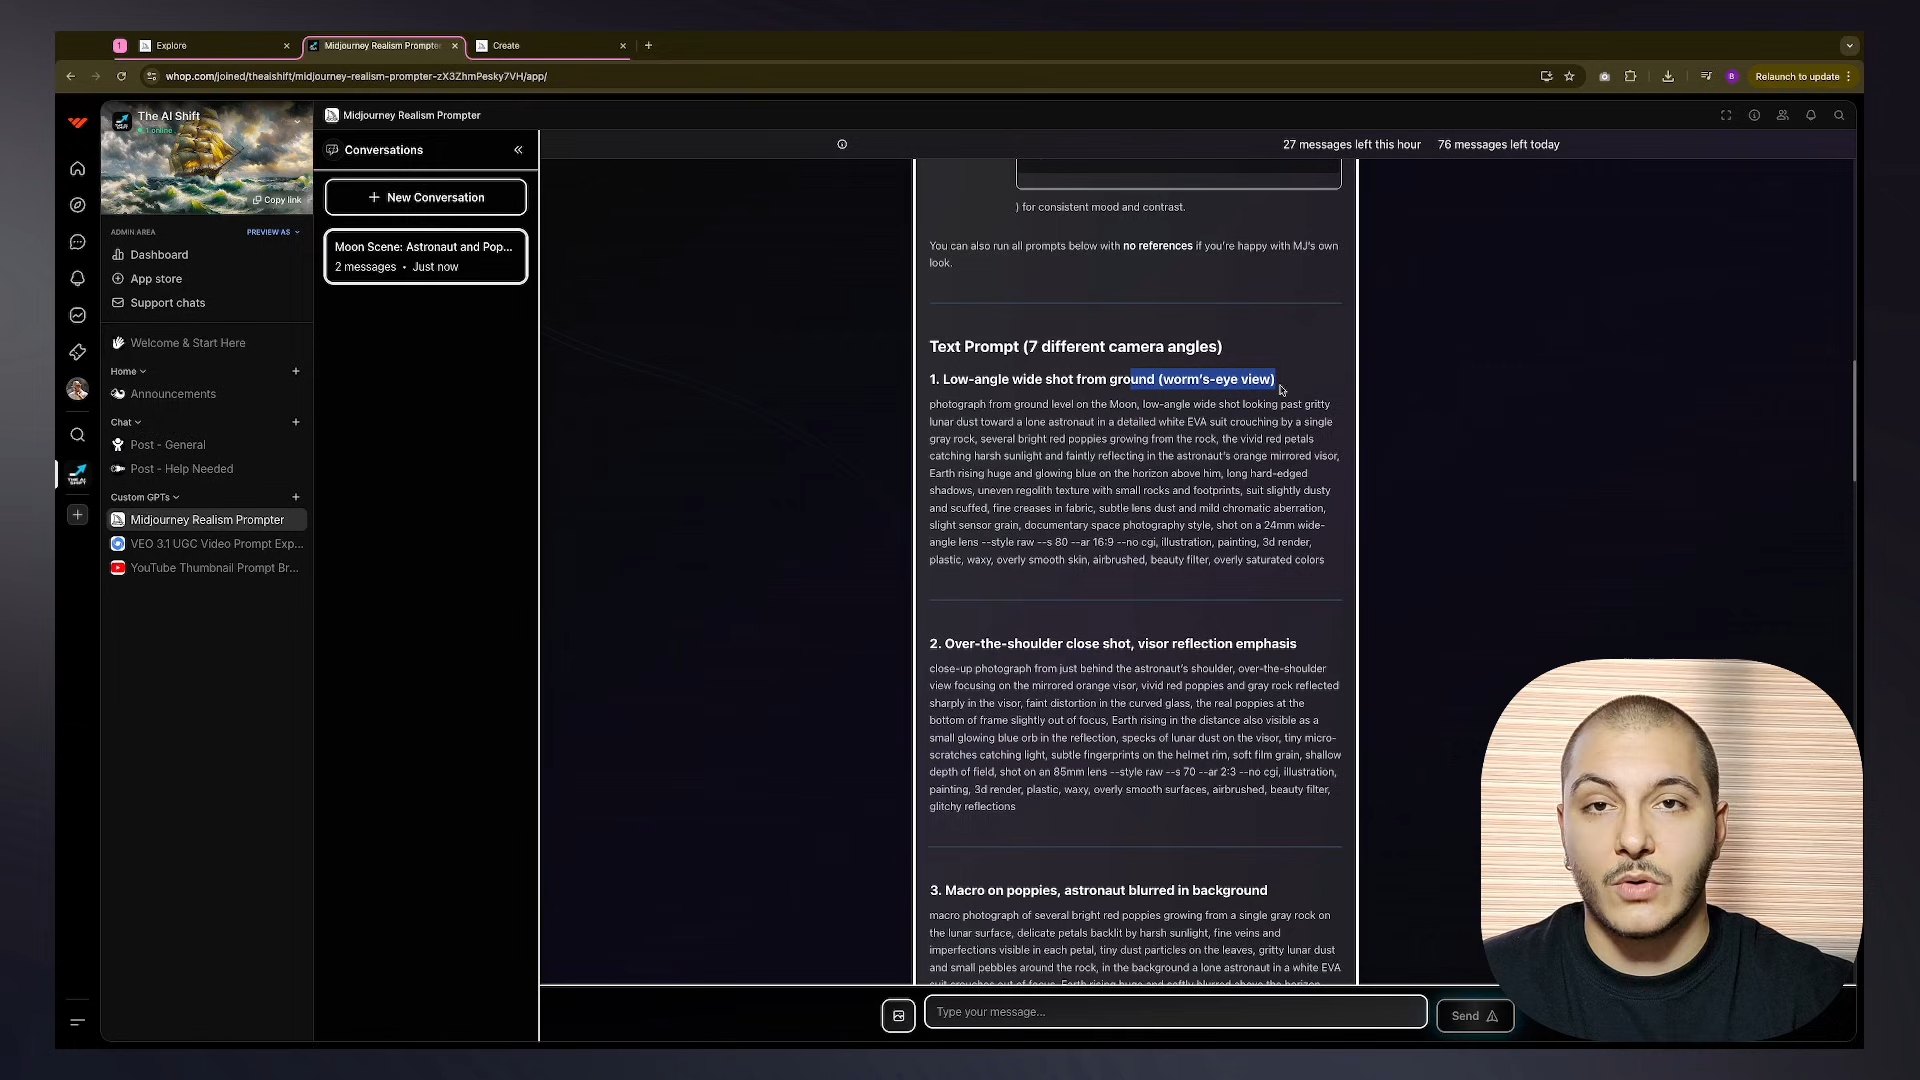 1
Explore
Midjourney Realism Prompter
Create
whop.com/joined/theaishift/midjourney-realism-prompter-zX3ZhmPesky7VH/app/
B
Relaunch to update
The AI Shift
1 online
Copy link
ADMIN AREA
PREVIEW AS
Dashboard
App store
Support chats
Welcome & Start Here
Home
Announcements
Chat
Post - General
Post - Help Needed
Custom GPTs
Midjourney Realism Prompter
VEO 3.1 UGC Video Prompt Exp...
YouTube Thumbnail Prompt Br...
THE AI
SHIFT
Midjourney Realism Prompter
Conversations
New Conversation
Moon Scene: Astronaut and Pop...
2 messages • Just now
27 messages left this hour 76 messages left today
) for consistent mood and contrast.
You can also run all prompts below with no references if you're happy with MJ's own
look.
Text Prompt (7 different camera angles)
1. Low-angle wide shot from ground (worm's-eye view)
photograph from ground level on the Moon, low-angle wide shot looking past gritty
lunar dust toward a lone astronaut in a detailed white EVA suit crouching by a single
gray rock, several bright red poppies growing from the rock, the vivid red petals
catching harsh sunlight and faintly reflecting in the astronaut's orange mirrored visor,
Earth rising huge and glowing blue on the horizon above him, long hard-edged
shadows, uneven regolith texture with small rocks and footprints, suit slightly dusty
and scuffed, fine creases in fabric, subtle lens dust and mild chromatic aberration,
slight sensor grain, documentary space photography style, shot on a 24mm wide-
angle lens --style raw --s 80 --ar 16:9 --no cgi, illustration, painting, 3d render,
plastic, waxy, overly smooth skin, airbrushed, beauty filter, overly saturated colors
2. Over-the-shoulder close shot, visor reflection emphasis
close-up photograph from just behind the astronaut's shoulder, over-the-shoulder
view focusing on the mirrored orange visor, vivid red poppies and gray rock reflected
sharply in the visor, faint distortion in the curved glass, the real poppies at the
bottom of frame slightly out of focus, Earth rising in the distance also visible as a
small glowing blue orb in the reflection, specks of lunar dust on the visor, tiny micro-
scratches catching light, subtle fingerprints on the helmet rim, soft film grain, shallow
depth of field, shot on an 85mm lens --style raw --s 70 --ar 2:3 --no cgi, illustration,
painting, 3d render, plastic, waxy, overly smooth surfaces, airbrushed, beauty filter,
glitchy reflections
3. Macro on poppies, astronaut blurred in background
macro photograph of several bright red poppies growing from a single gray rock on
the lunar surface, delicate petals backlit by harsh sunlight, fine veins and
imperfections visible in each petal, tiny dust particles on the leaves, gritty lunar dust
and small pebbles around the rock, in the background a lone astronaut in a white EVA
suit crouches out of focus, Earth rising huge and softly blurred above the horizon,
Type your message...
Send